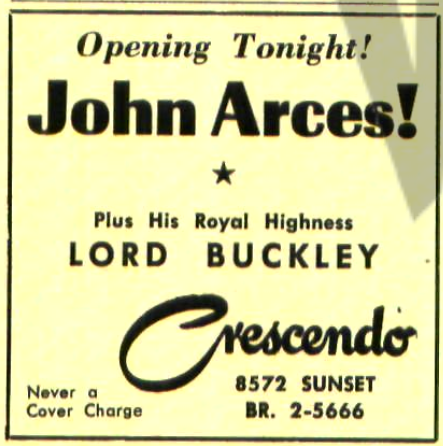 Opening Tonight!
John Arces!
Plus His Royal Highness
LORD BUCKLEY
Crescendo
8572 SUNSET
BR. 2-5666
Never a
Cover Charge